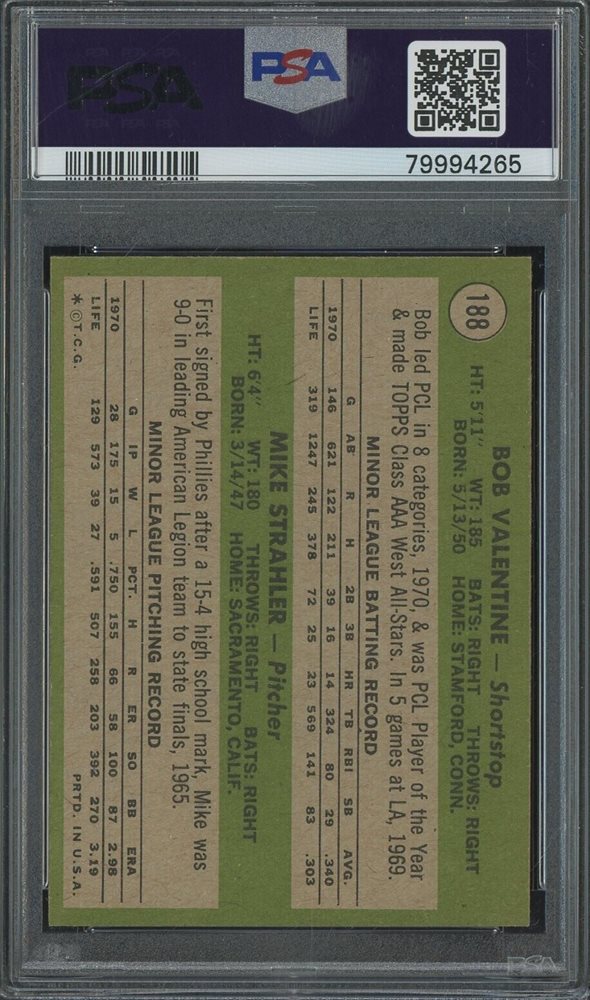 PSA
PSA
79994265
188
BOB VALENTINE — Shortstop
HT: 5'11" WT: 185 BATS: RIGHT THROWS: RIGHT
BORN: 5/13/50 HOME: STAMFORD, CONN.
Bob led PCL in 8 categories, 1970, & was PCL Player of the Year
& made TOPPS Class AAA West All-Stars. In 5 games at LA, 1969.
MINOR LEAGUE BATTING RECORD
G AB R H 2B 3B HR TB RBI SB AVG.
1970 146 621 122 211 39 16 14 324 80 29 .340
LIFE 319 1247 245 378 72 25 23 569 141 83 .303
MIKE STRAHLER — Pitcher
HT: 6'4" WT: 180 THROWS: RIGHT BATS: RIGHT
BORN: 3/14/47 HOME: SACRAMENTO, CALIF.
First signed by Phillies after a 15-4 high school mark, Mike was
9-0 in leading American Legion team to state finals, 1965.
MINOR LEAGUE PITCHING RECORD
G IP W L PCT. H R ER SO BB ERA
1970 28 175 15 5 .750 155 66 58 100 87 2.98
LIFE 129 573 39 27 .591 507 258 203 392 270 3.19
* © T.C.G. PRTD. IN U.S.A.
PSA